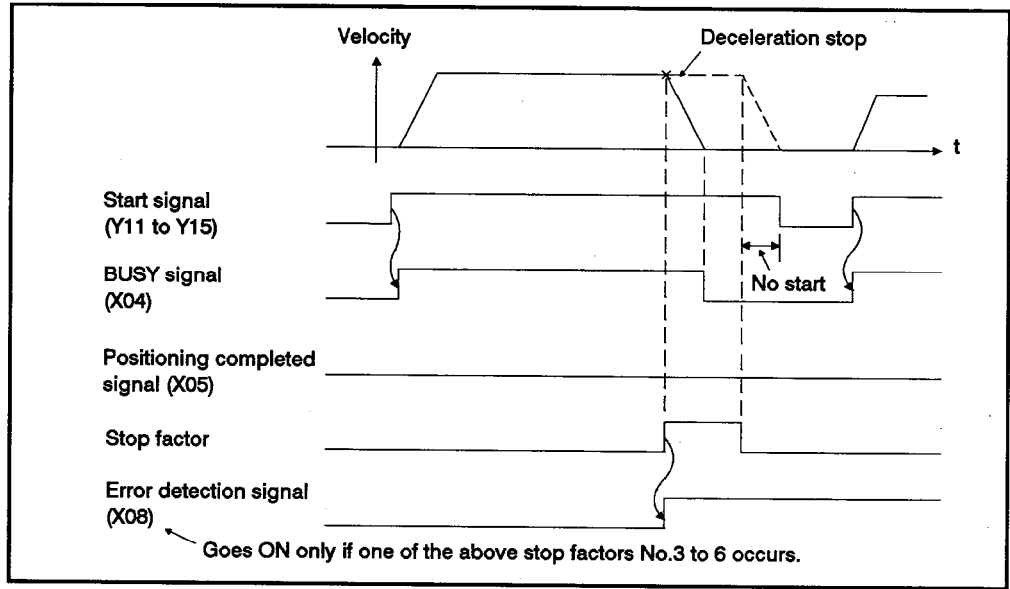 Velocity
Deceleration stop
t
Start signal
(Y11 to Y15)
BUSY signal
(X04)
No start
Positioning completed
signal (X05)
Stop factor
Error detection signal
(X08)
Goes ON only if one of the above stop factors No.3 to 6 occurs.